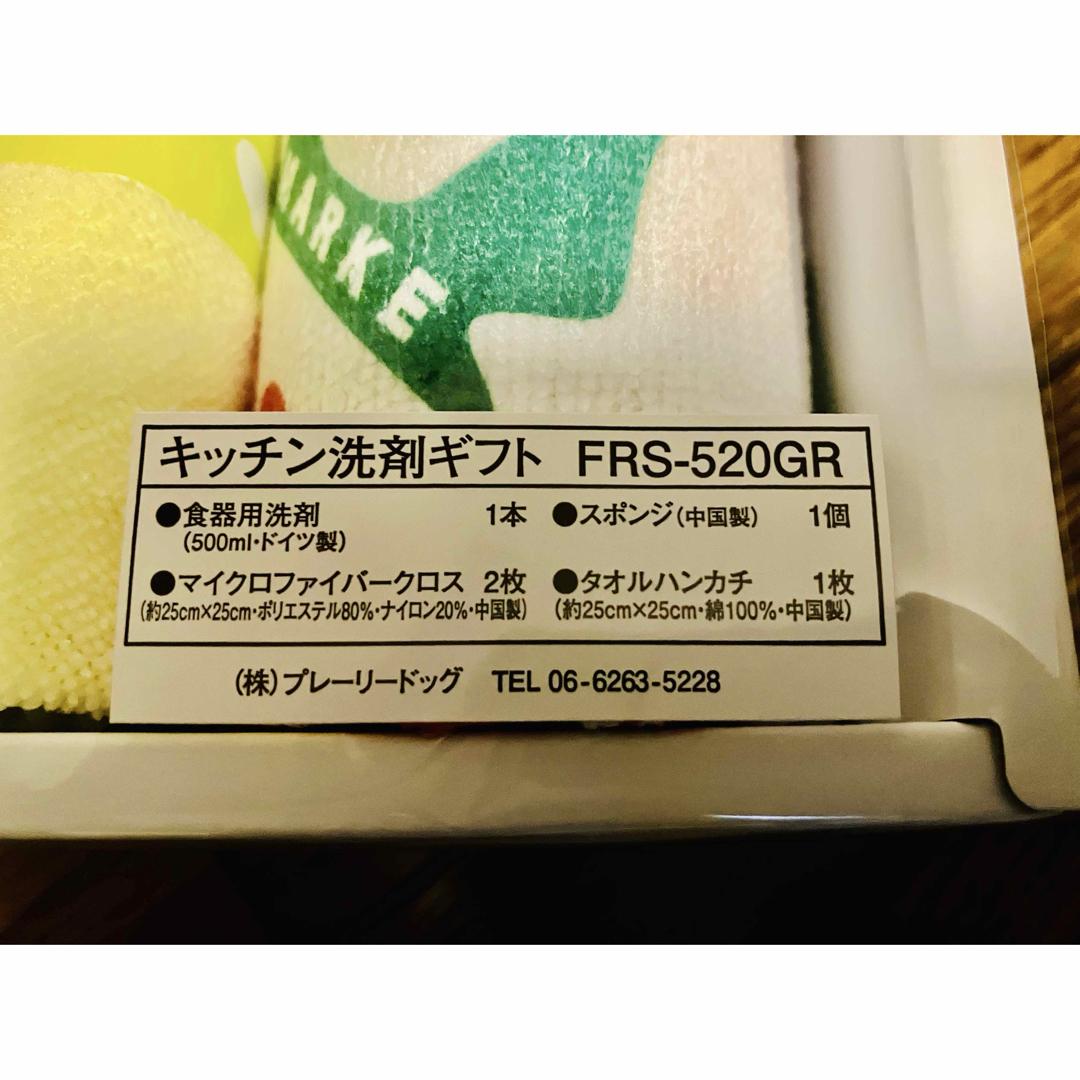 MARKE
キッチン洗剤ギフト FRS-520GR
●食器用洗剤 1本 ●スポンジ(中国製) 1個
(500ml・ドイツ製)
●マイクロファイバークロス 2枚 ●タオルハンカチ 1枚
(約25cm×25cm・ポリエステル80%・ナイロン20%・中国製) (約25cm×25cm・綿100%・中国製)
(株)プレーリードッグ TEL 06-6263-5228